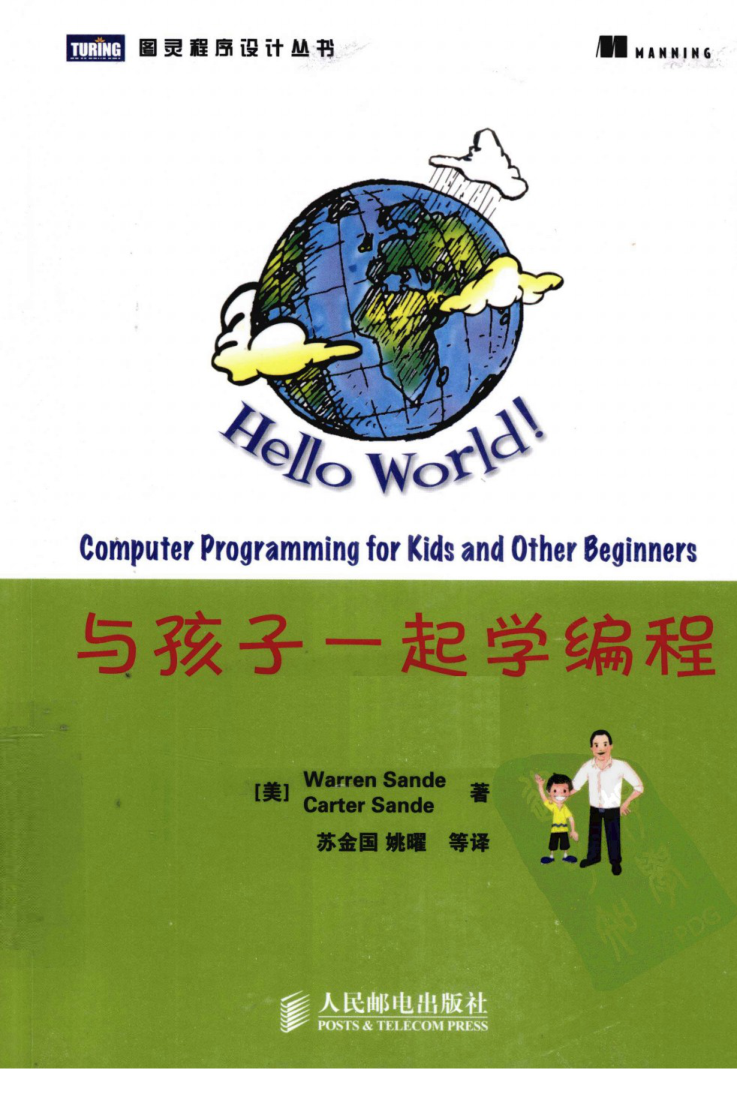 TURING 图灵程序设计丛书
MANNING
Hello World!
Computer Programming for Kids and Other Beginners
与孩子一起学编程
[美] Warren Sande
Carter Sande 著
苏金国 姚曜 等译
PDG
人民邮电出版社
POSTS & TELECOM PRESS